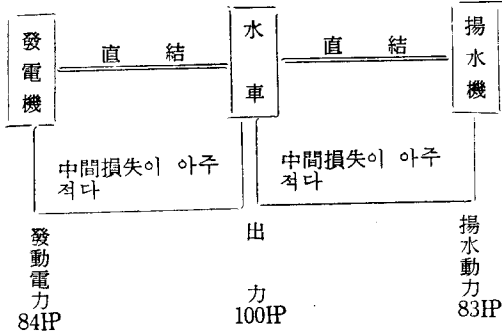 發電機
直結
水車
直結
揚水機
中間損失이 아주
적다
中間損失이 아주
적다
發動電力
84HP
出力
100HP
揚水動力
83HP